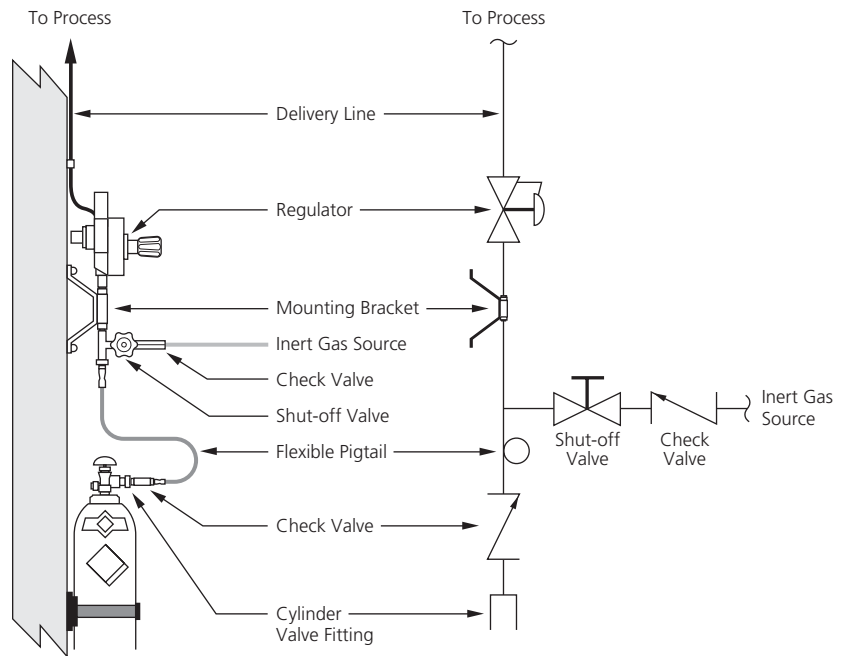 To Process
To Process
Delivery Line
Regulator
Mounting Bracket
Inert Gas Source
Check Valve
Shut-off Valve
Flexible Pigtail
Check Valve
Cylinder
Valve Fitting
Inert Gas
Source
Shut-off
Valve
Check
Valve